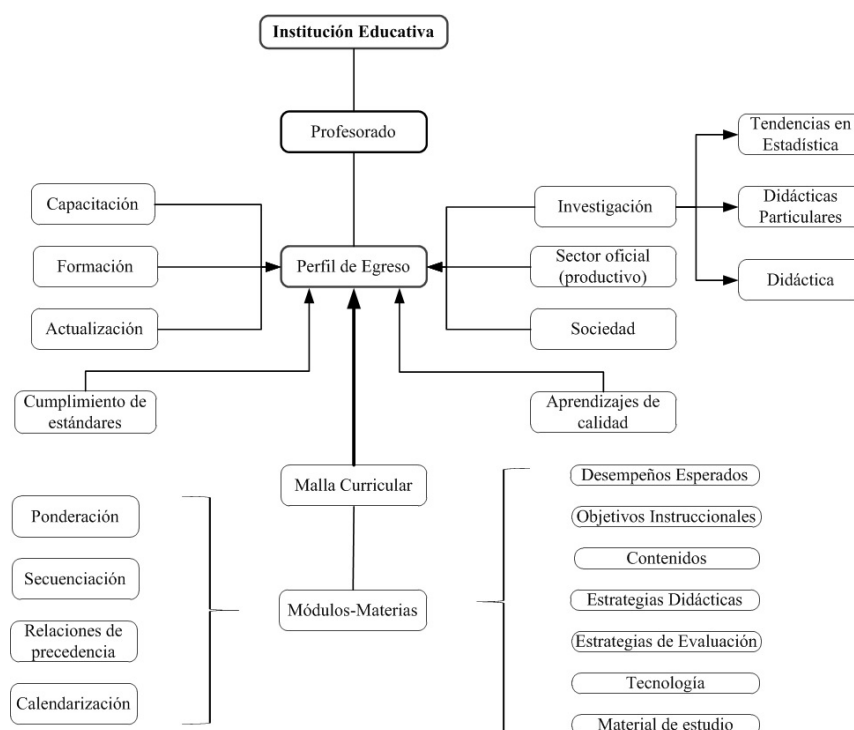 Institución Educativa
Profesorado
Tendencias en
Estadística
Capacitación
Investigación
Didácticas
Particulares
Formación
Perfil de Egreso
Sector oficial
(productivo)
Didáctica
Actualización
Sociedad
Cumplimiento de
estándares
Aprendizajes de
calidad
Malla Curricular
Desempeños Esperados
Ponderación
Objetivos Instruccionales
Secuenciación
Contenidos
Módulos-Materias
Estrategias Didácticas
Relaciones de
precedencia
Estrategias de Evaluación
Calendarización
Tecnología
Material de estudio